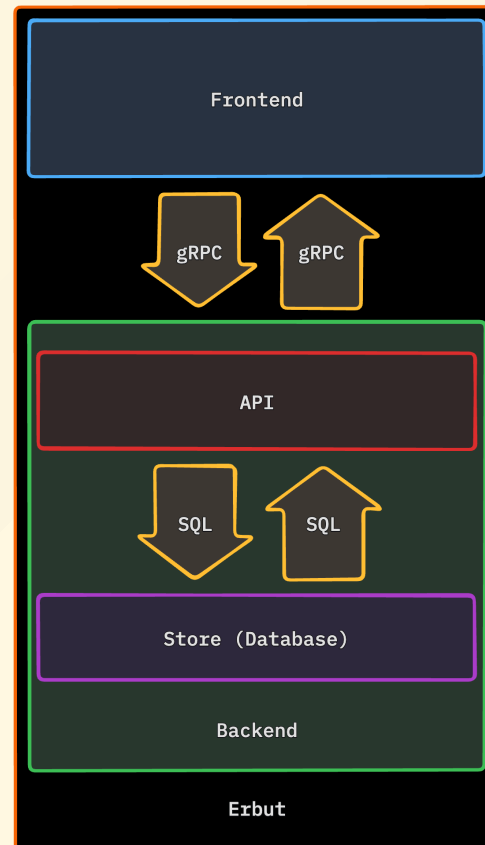 Frontend
gRPC gRPC
API
SQL SQL
Store (Database)
Backend
Erbut